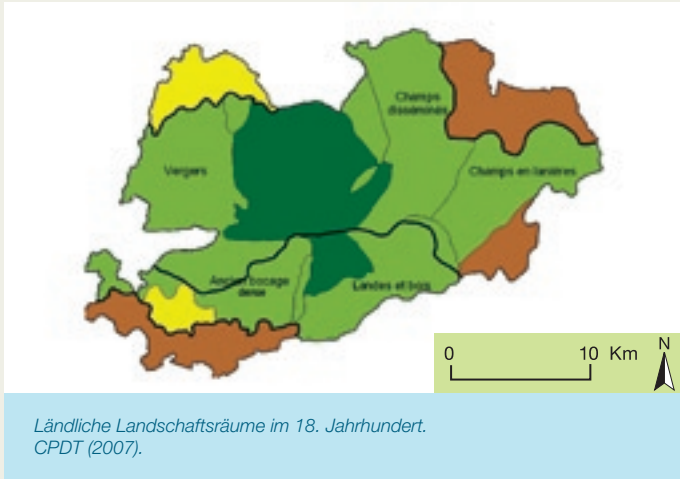 Champs
disséminés
Vergers
Champs en lanières
Ancien bocage
dense
Landes et bois
0 10 Km
N
Ländliche Landschaftsräume im 18. Jahrhundert.
CPDT (2007).